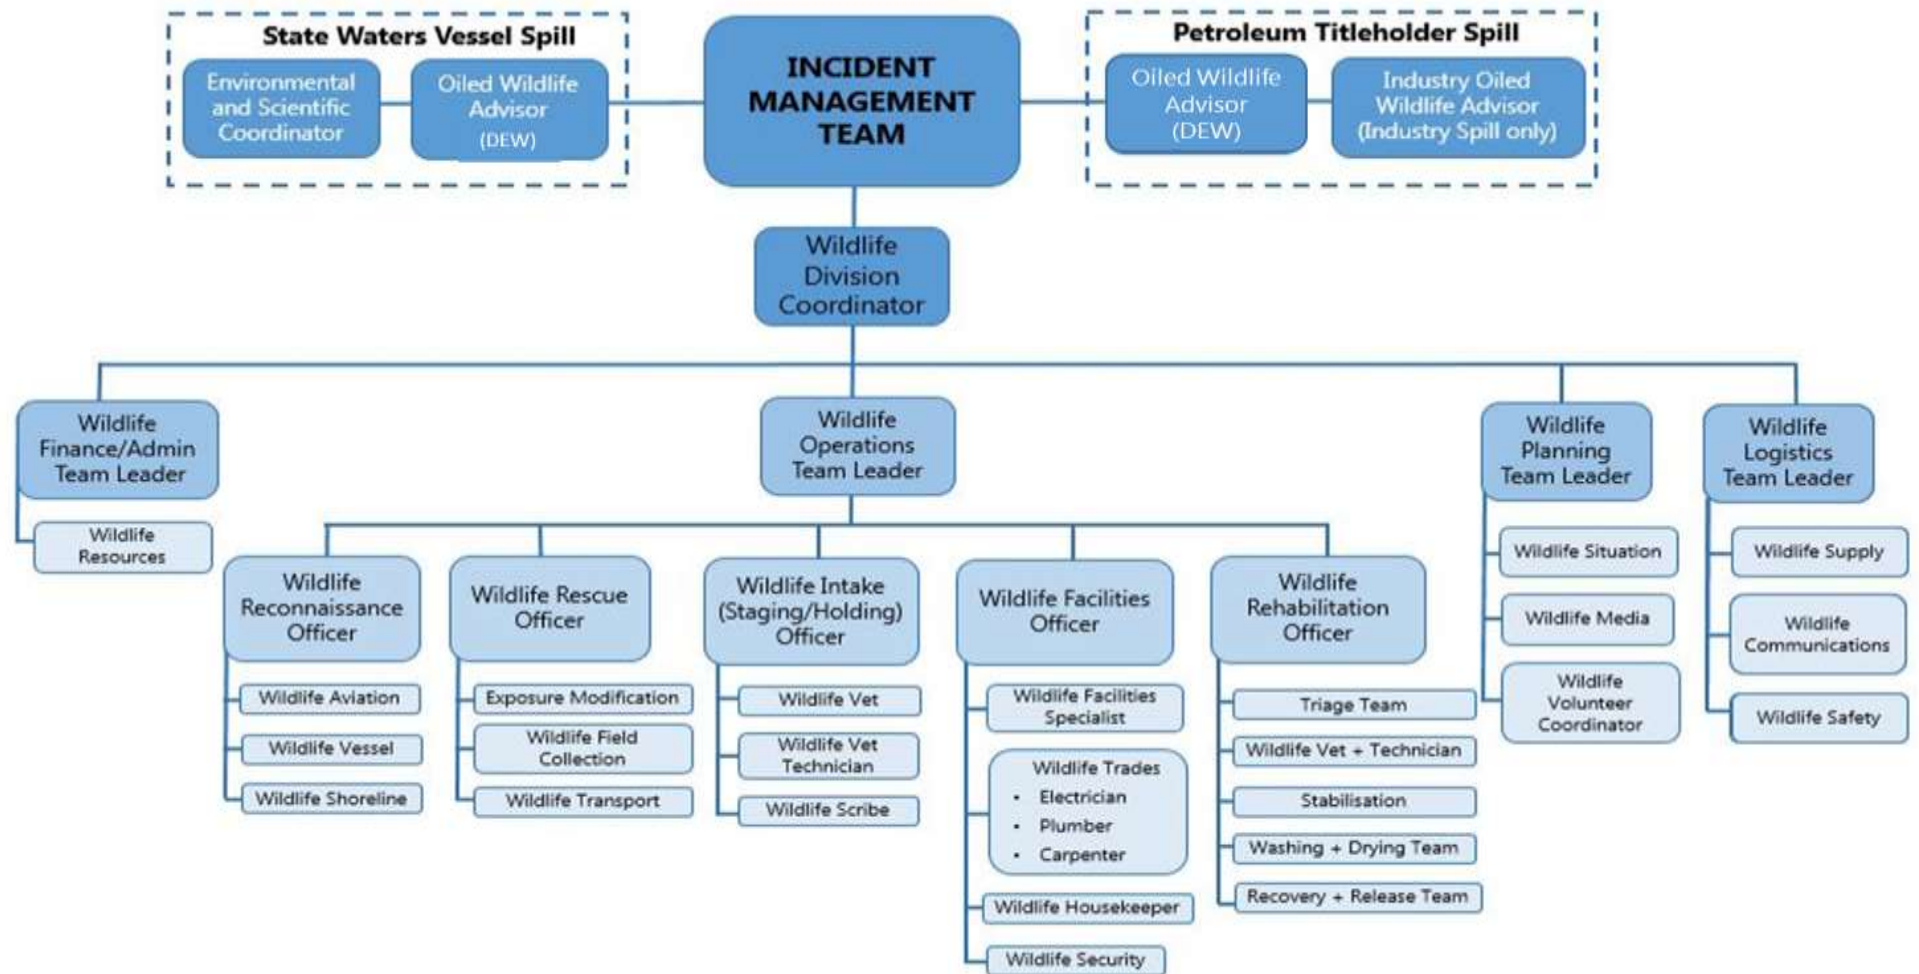 State Waters Vessel Spill
Environmental
and Scientific
Coordinator
Oiled Wildlife
Advisor
(DEW)
INCIDENT
MANAGEMENT
TEAM
Petroleum Titleholder Spill
Oiled Wildlife
Advisor
(DEW)
Industry Oiled
Wildlife Advisor
(Industry Spill only)
Wildlife
Division
Coordinator
Wildlife
Finance/Admin
Team Leader
Wildlife
Resources
Wildlife
Operations
Team Leader
Wildlife
Reconnaissance
Officer
Wildlife Aviation
Wildlife Vessel
Wildlife Shoreline
Wildlife Rescue
Officer
Exposure Modification
Wildlife Field
Collection
Wildlife Transport
Wildlife Intake
(Staging/Holding)
Officer
Wildlife Vet
Wildlife Vet
Technician
Wildlife Scribe
Wildlife Facilities
Officer
Wildlife Facilities
Specialist
Wildlife Trades
• Electrician
• Plumber
• Carpenter
Wildlife Housekeeper
Wildlife Security
Wildlife
Rehabilitation
Officer
Triage Team
Wildlife Vet + Technician
Stabilisation
Washing + Drying Team
Recovery + Release Team
Wildlife
Planning
Team Leader
Wildlife Situation
Wildlife Media
Wildlife
Volunteer
Coordinator
Wildlife
Logistics
Team Leader
Wildlife Supply
Wildlife
Communications
Wildlife Safety